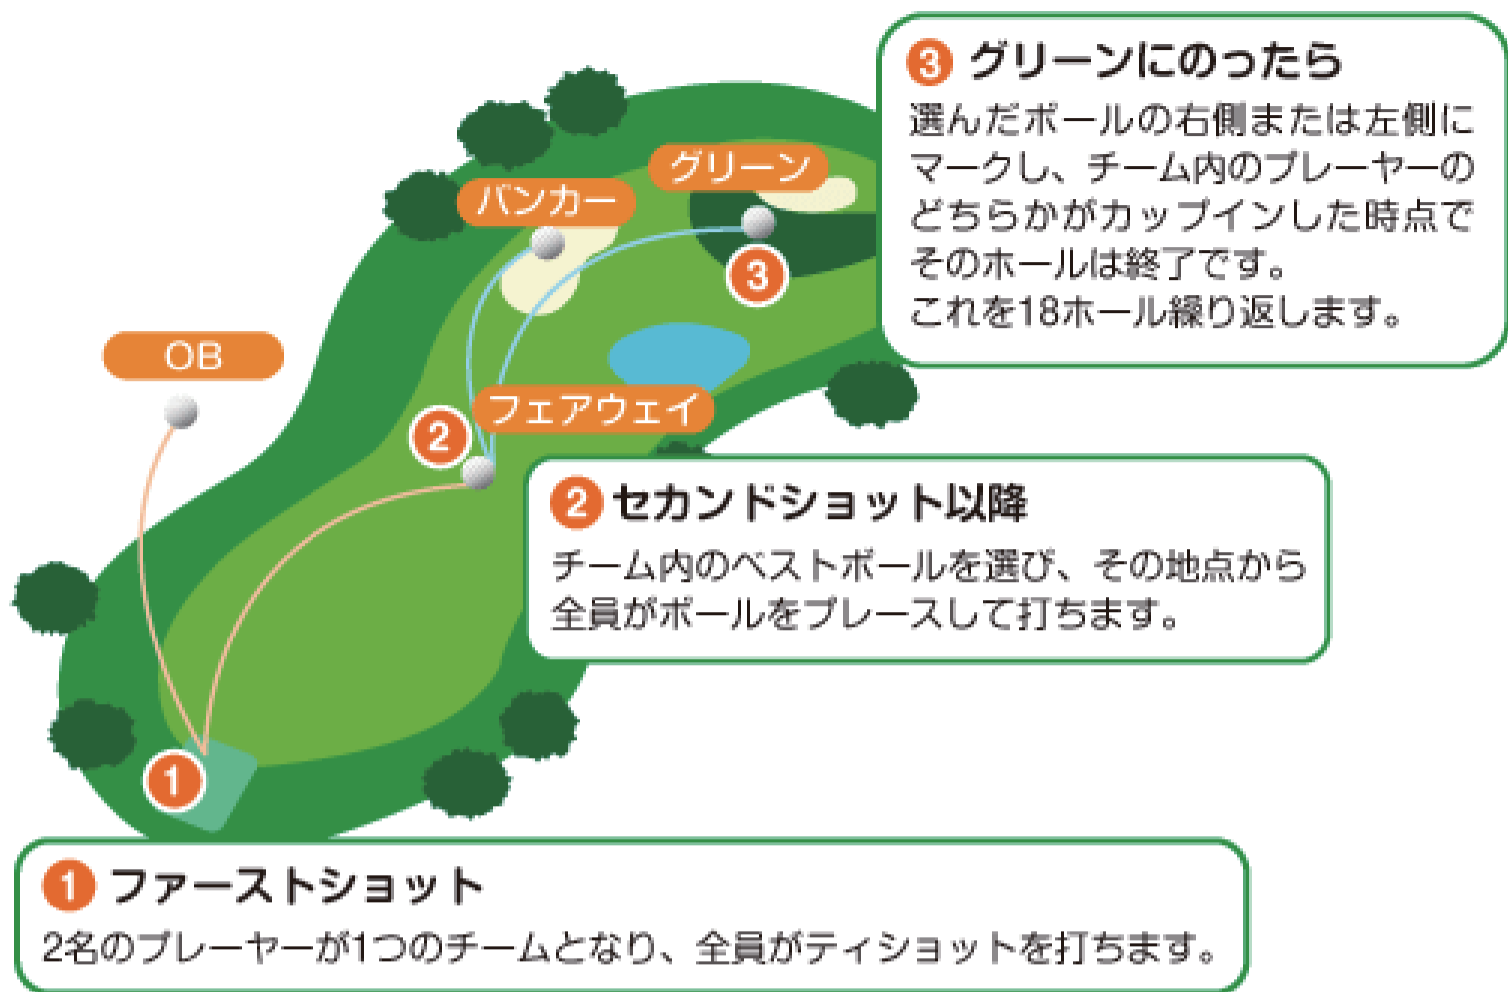 ③ グリーンにのったら
選んだボールの右側または左側に
マークし、チーム内のプレーヤーの
どちらかがカップインした時点で
そのホールは終了です。
これを18ホール繰り返します。
グリーン
バンカー
3
OB
フェアウェイ
2
② セカンドショット以降
チーム内のベストボールを選び、その地点から
全員がボールをプレースして打ちます。
1
① ファーストショット
2名のプレーヤーが1つのチームとなり、全員がティショットを打ちます。